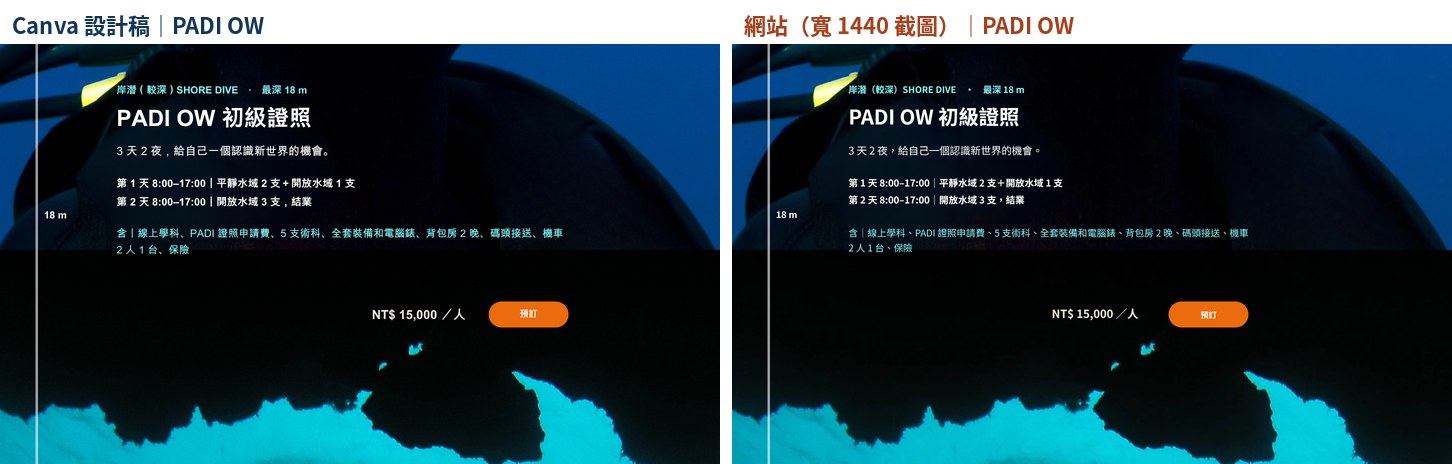 Canva 設計稿｜PADI OW
岸潛 ( 較深 ) SHORE DIVE · 最深 18 m
PADI OW 初級證照
3 天 2 夜，給自己一個認識新世界的機會。
第 1 天 8:00–17:00｜平靜水域 2 支 + 開放水域 1 支
第 2 天 8:00–17:00｜開放水域 3 支，結業
18 m
含｜線上學科、PADI 證照申請費、5 支術科、全套裝備和電腦錶、背包房 2 晚、碼頭接送、機車
2 人 1 台、保險
NT$ 15,000 ／人
預訂
網站（寬 1440 截圖）｜PADI OW
岸潛（較深）SHORE DIVE • 最深 18 m
PADI OW 初級證照
3 天 2 夜，給自己一個認識新世界的機會。
第 1 天 8:00–17:00｜平靜水域 2 支＋開放水域 1 支
第 2 天 8:00–17:00｜開放水域 3 支，結業
18 m
含｜線上學科、PADI 證照申請費、5 支術科、全套裝備和電腦錶、背包房 2 晚、碼頭接送、機車
2 人 1 台、保險
NT$ 15,000 ／人
預訂